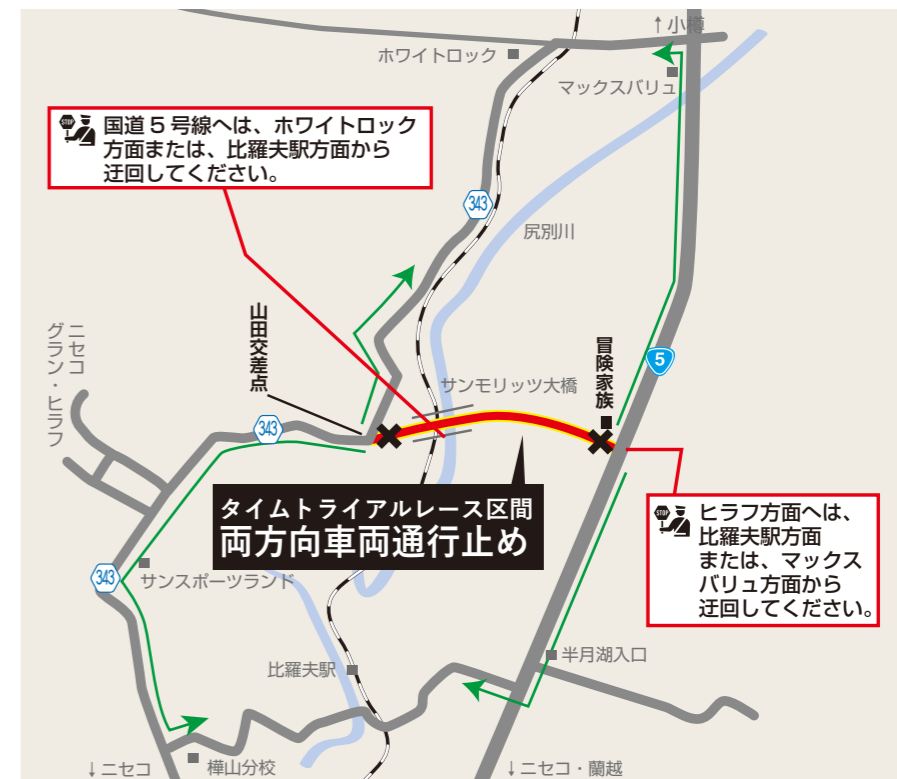 ↑小樽
ホワイトロック
マックスバリュ
STOP
国道５号線へは、ホワイトロック
方面または、比羅夫駅方面から
迂回してください。
343
尻別川
山田交差点
ニセコ
グラン・ヒラフ
冒険家族
5
サンモリッツ大橋
343
タイムトライアルレース区間
両方向車両通行止め
STOP
ヒラフ方面へは、
比羅夫駅方面
または、マックス
バリュ方面から
迂回してください。
343
サンスポーツランド
半月湖入口
比羅夫駅
↓ニセコ
樺山分校
↓ニセコ・蘭越